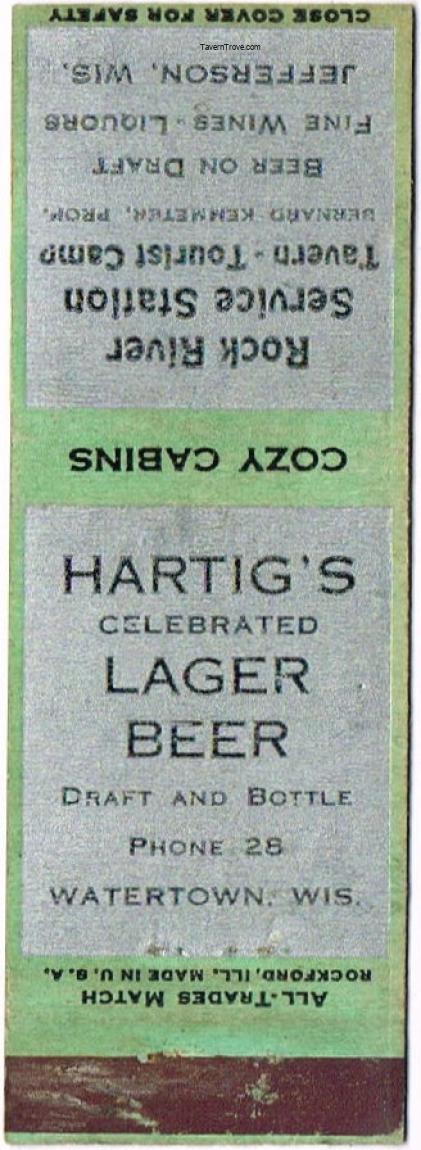 CLOSE COVER FOR SAFETY
TavernTrove.com
Rock River
Service Station
Tavern - Tourist Camp
BERNARD KEMMETER, PROP.
BEER ON DRAFT
FINE WINES - LIQUORS
JEFFERSON, WIS.
COZY CABINS
HARTIG'S
CELEBRATED
LAGER
BEER
DRAFT AND BOTTLE
PHONE 28
WATERTOWN, WIS.
ALL-TRADES MATCH
ROCKFORD, ILL. MADE IN U.S.A.